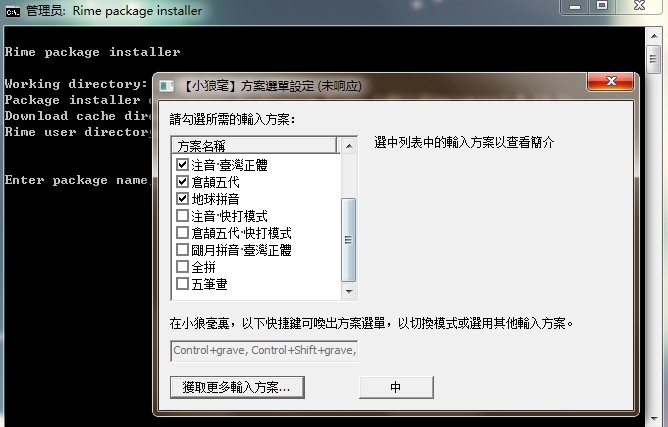 管理员: Rime package installer
Rime package installer
Working directory:
Package installer
Download cache dir
Rime user directory
Enter package name
【小狼毫】方案選單設定 (未响应)
請勾選所需的輸入方案:
選中列表中的輸入方案以查看簡介
方案名稱
注音·臺灣正體
倉頡五代
地球拼音
注音·快打模式
倉頡五代·快打模式
朙月拼音·臺灣正體
全拼
五筆畫
在小狼毫裏，以下快捷鍵可喚出方案選單，以切換模式或選用其他輸入方案。
Control+grave, Control+Shift+grave,
獲取更多輸入方案...
中